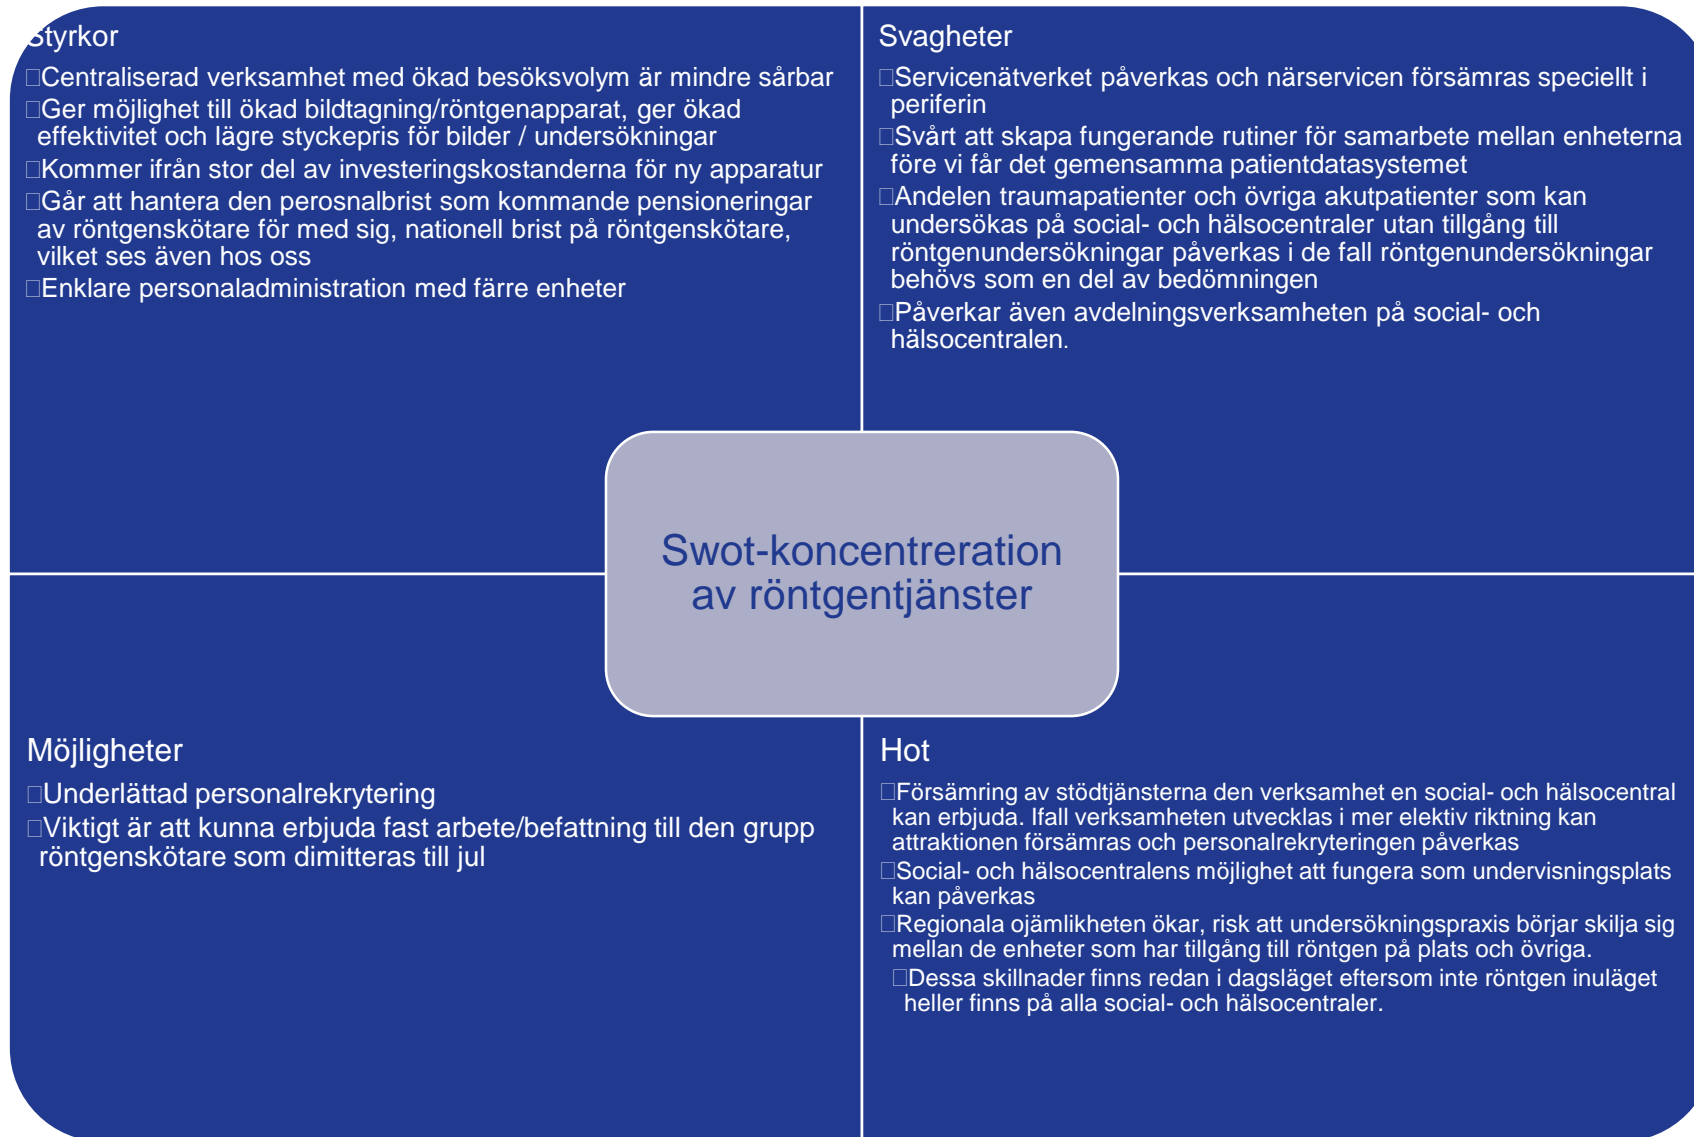 Styrkor
□Centraliserad verksamhet med ökad besöksvolym är mindre sårbar
□Ger möjlighet till ökad bildtagning/röntgenapparat, ger ökad
effektivitet och lägre styckepris för bilder / undersökningar
□Kommer ifrån stor del av investeringskostanderna för ny apparatur
□Går att hantera den perosnalbrist som kommande pensioneringar
av röntgenskötare för med sig, nationell brist på röntgenskötare,
vilket ses även hos oss
□Enklare personaladministration med färre enheter
Svagheter
□Servicenätverket påverkas och närservicen försämras speciellt i
periferin
□Svårt att skapa fungerande rutiner för samarbete mellan enheterna
före vi får det gemensamma patientdatasystemet
□Andelen traumapatienter och övriga akutpatienter som kan
undersökas på social- och hälsocentraler utan tillgång till
röntgenundersökningar påverkas i de fall röntgenundersökningar
behövs som en del av bedömningen
□Påverkar även avdelningsverksamheten på social- och
hälsocentralen.
Swot-koncentreration
av röntgentjänster
Möjligheter
□Underlättad personalrekrytering
□Viktigt är att kunna erbjuda fast arbete/befattning till den grupp
röntgenskötare som dimitteras till jul
Hot
□Försämring av stödtjänsterna den verksamhet en social- och hälsocentral
kan erbjuda. Ifall verksamheten utvecklas i mer elektiv riktning kan
attraktionen försämras och personalrekryteringen påverkas
□Social- och hälsocentralens möjlighet att fungera som undervisningsplats
kan påverkas
□Regionala ojämlikheten ökar, risk att undersökningspraxis börjar skilja sig
mellan de enheter som har tillgång till röntgen på plats och övriga.
□Dessa skillnader finns redan i dagsläget eftersom inte röntgen inuläget
heller finns på alla social- och hälsocentraler.